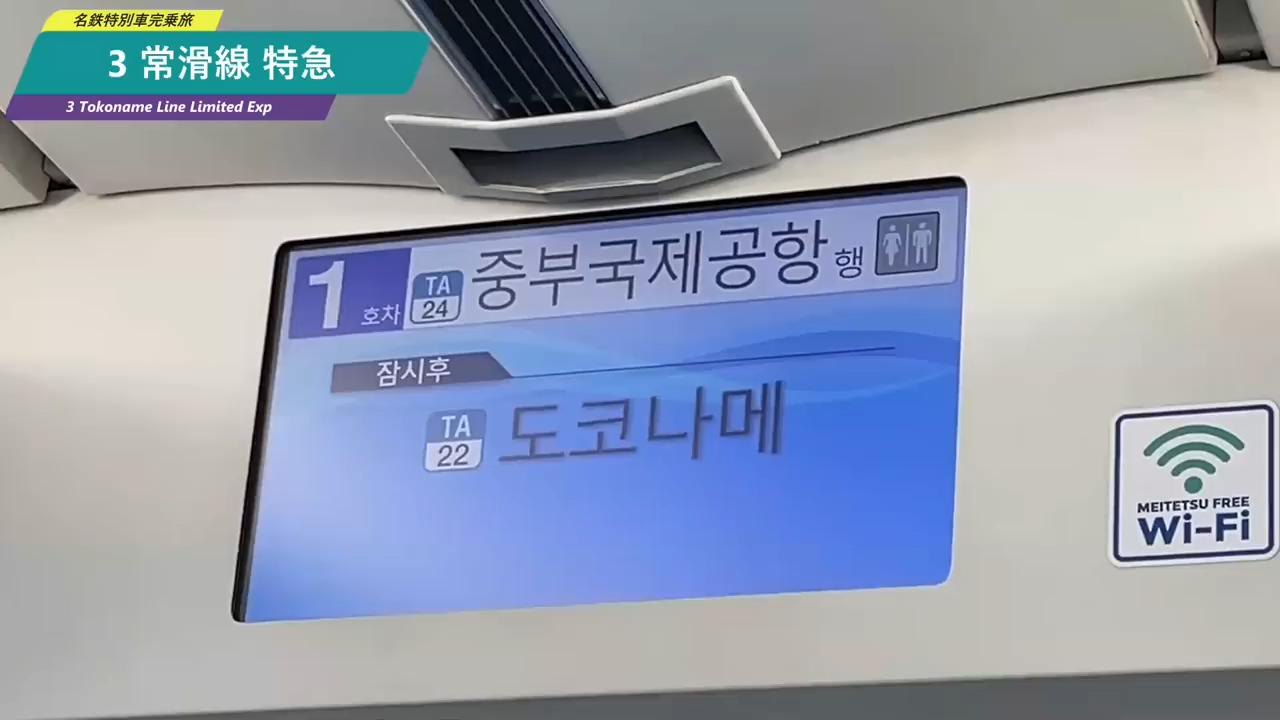 名鉄特別車完乗旅
3 常滑線 特急
3 Tokoname Line Limited Exp
1 호차 TA 24 중부국제공항 행
잠시후
TA 22 도코나메
MEITETSU FREE
Wi-Fi